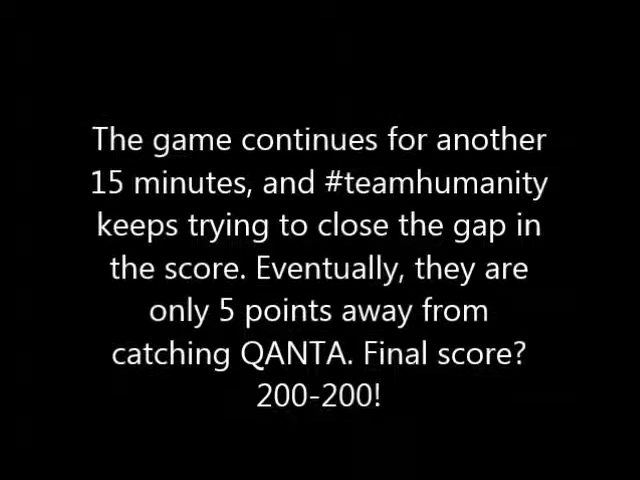 The game continues for another
15 minutes, and #teamhumanity
keeps trying to close the gap in
the score. Eventually, they are
only 5 points away from
catching QANTA. Final score?
200-200!